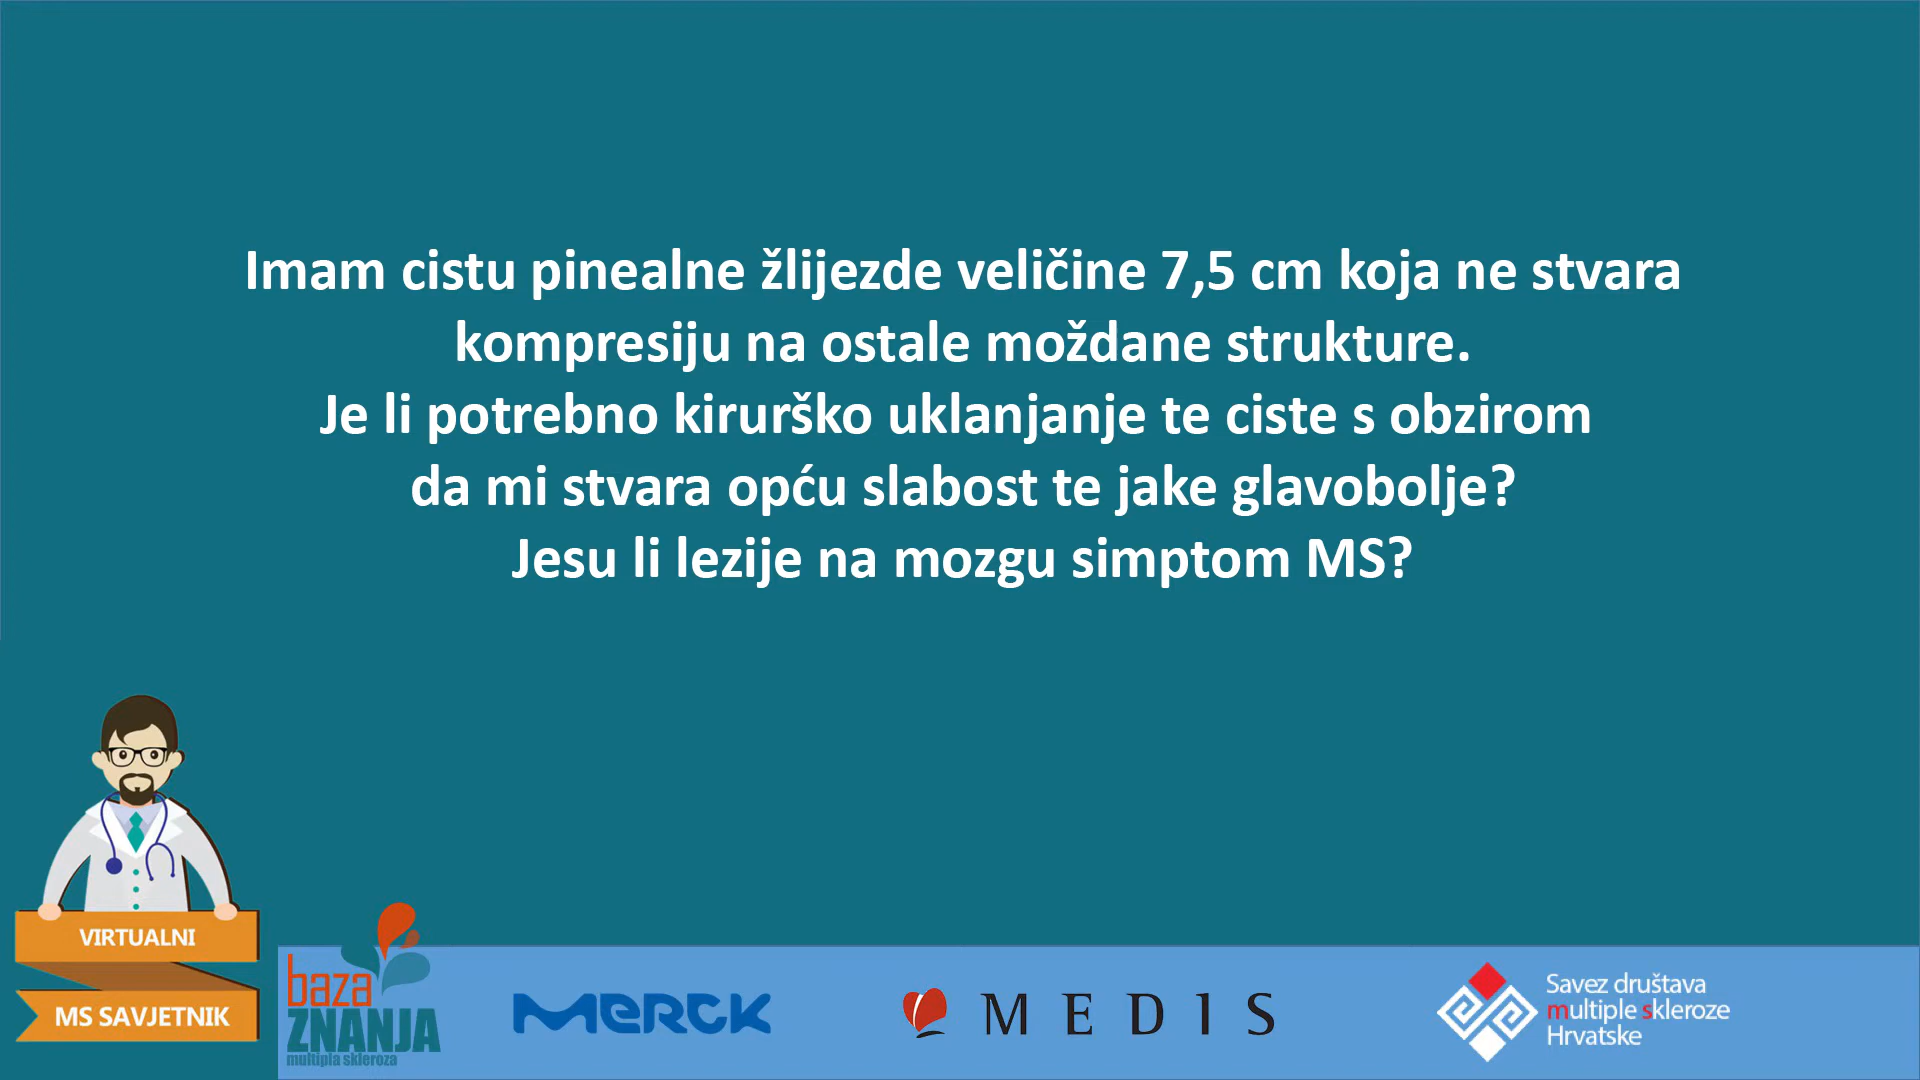 Imam cistu pinealne žlijezde veličine 7,5 cm koja ne stvara
kompresiju na ostale moždane strukture.
Je li potrebno kirurško uklanjanje te ciste s obzirom
da mi stvara opću slabost te jake glavobolje?
Jesu li lezije na mozgu simptom MS?
VIRTUALNI
MS SAVJETNIK
baza
ZNANJA
multipla skleroza
MERCK
MEDIS
Savez društava
multiple skleroze
Hrvatske